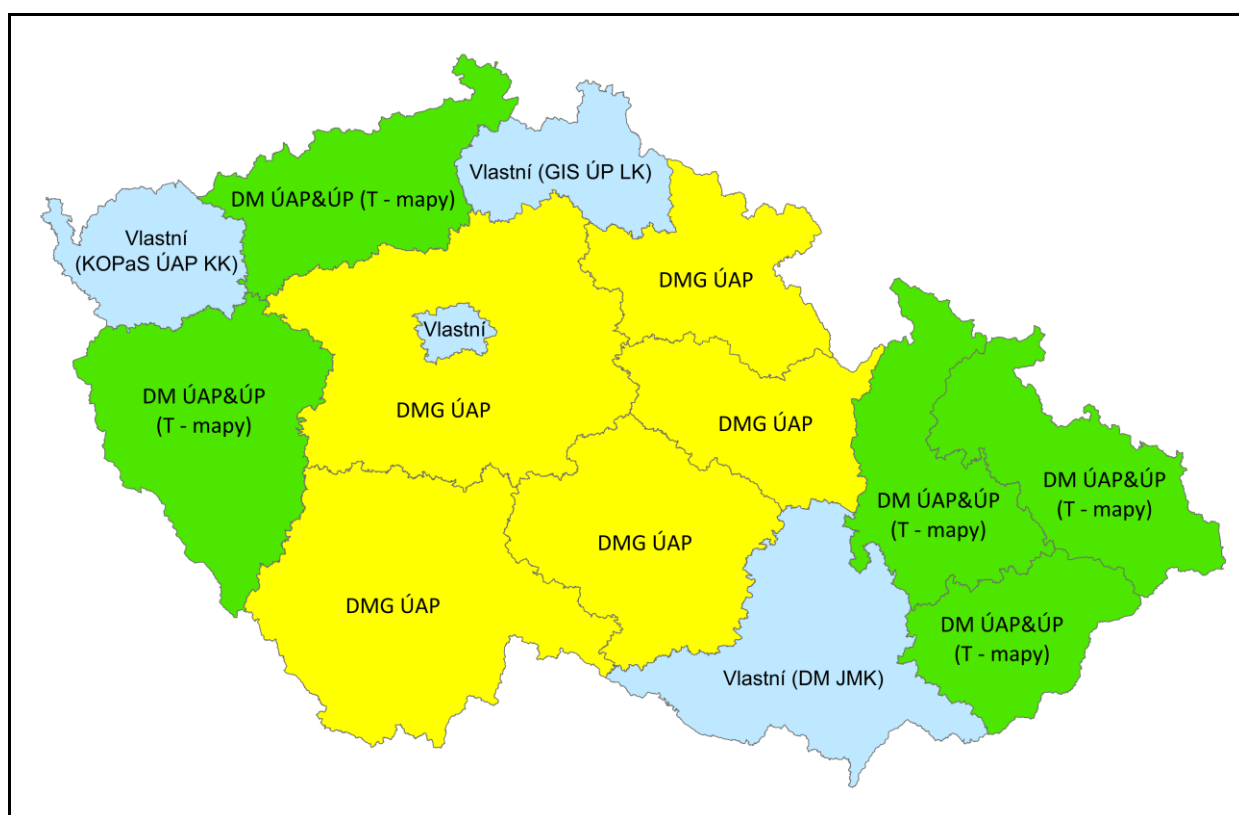 Vlastní (GIS ÚP LK)
DM ÚAP&ÚP (T - mapy)
Vlastní
(KOPaS ÚAP KK)
DMG ÚAP
Vlastní
DM ÚAP&ÚP
(T - mapy)
DMG ÚAP
DMG ÚAP
DM ÚAP&ÚP
(T - mapy)
DM ÚAP&ÚP
(T - mapy)
DMG ÚAP
DMG ÚAP
DM ÚAP&ÚP
(T - mapy)
Vlastní (DM JMK)